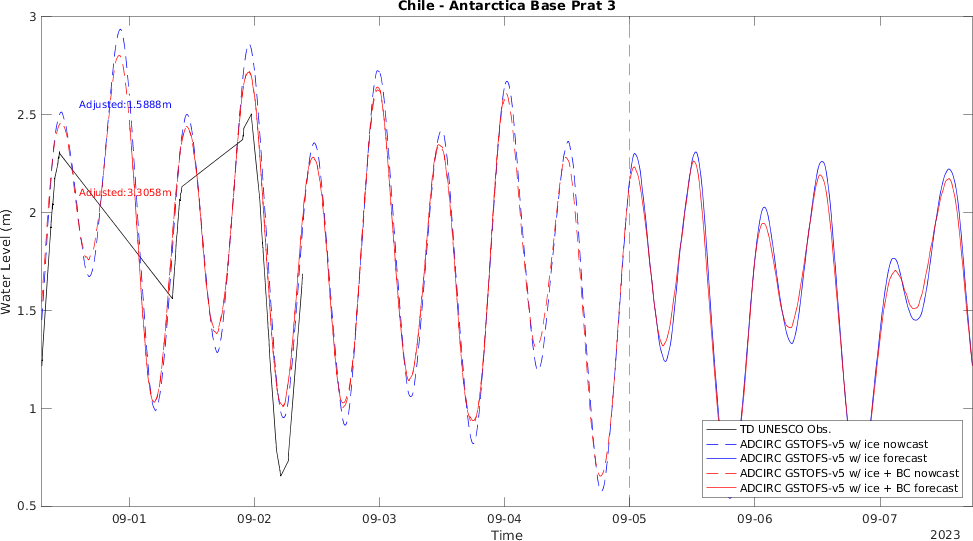 Chile - Antarctica Base Prat 3
Water Level (m)
3
2.5
2
1.5
1
0.5
Adjusted:1.5888m
Adjusted:3.3058m
TD UNESCO Obs.
ADCIRC GSTOFS-v5 w/ ice nowcast
ADCIRC GSTOFS-v5 w/ ice forecast
ADCIRC GSTOFS-v5 w/ ice + BC nowcast
ADCIRC GSTOFS-v5 w/ ice + BC forecast
09-01 09-02 09-03 09-04 09-05 09-06 09-07
Time
2023